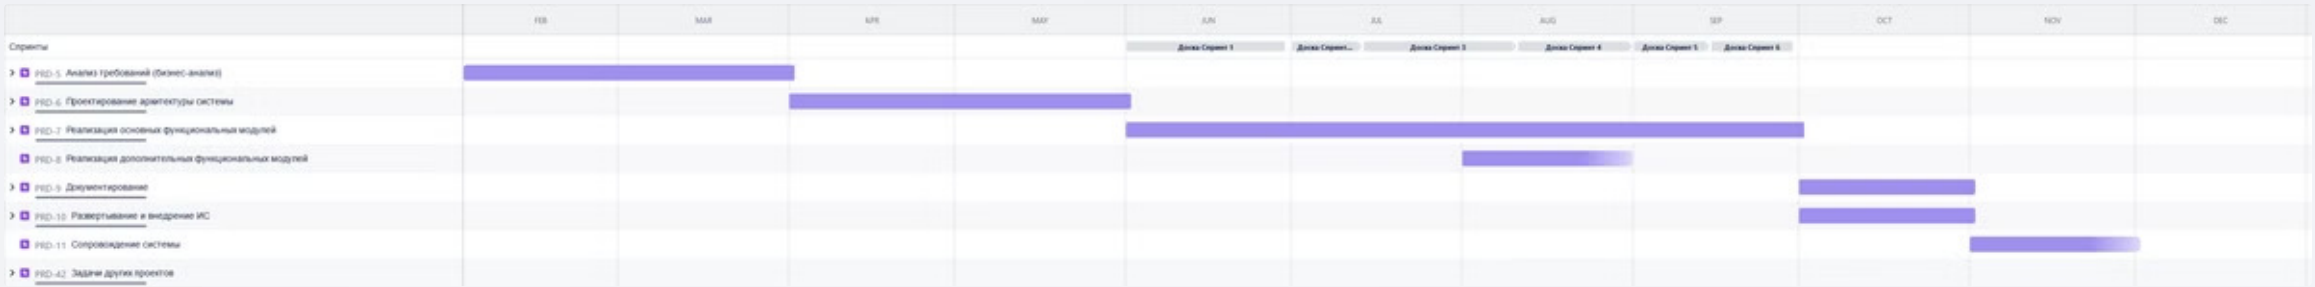 FEB MAR APR MAY JUN JUL AUG SEP OCT NOV DEC
Спринты Доска Спринт 1 Доска Спринт... Доска Спринт 3 Доска Спринт 4 Доска Спринт 5 Доска Спринт 6
PRD-5 Анализ требований (бизнес-анализ)
PRD-6 Проектирование архитектуры системы
PRD-7 Реализация основных функциональных модулей
PRD-8 Реализация дополнительных функциональных модулей
PRD-9 Документирование
PRD-10 Развертывание и внедрение ИС
PRD-11 Сопровождение системы
PRD-42 Задачи других проектов